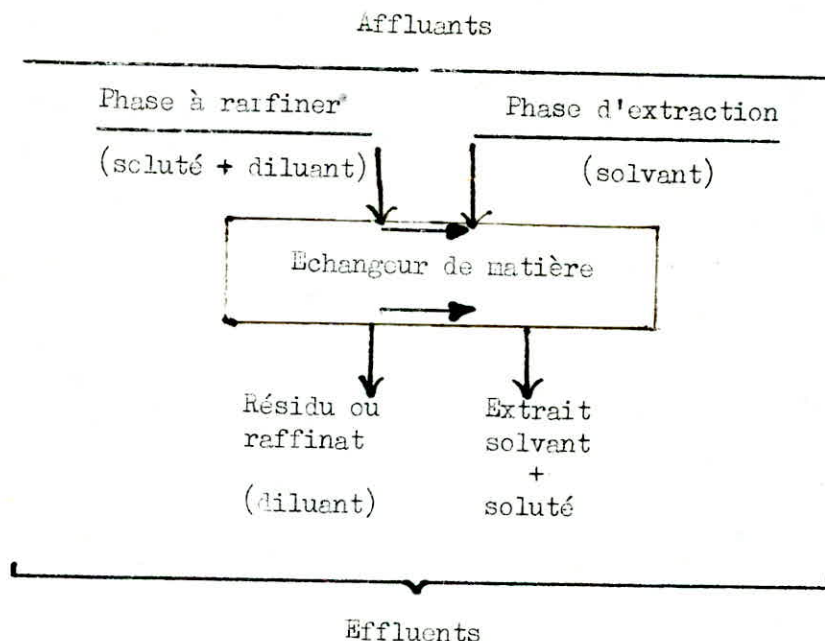 Affluants
Phase à raffiner Phase d'extraction
(soluté + diluant) (solvant)
Echangeur de matière
Résidu ou Extrait
raffinat solvant
+
(diluant) soluté
Effluents